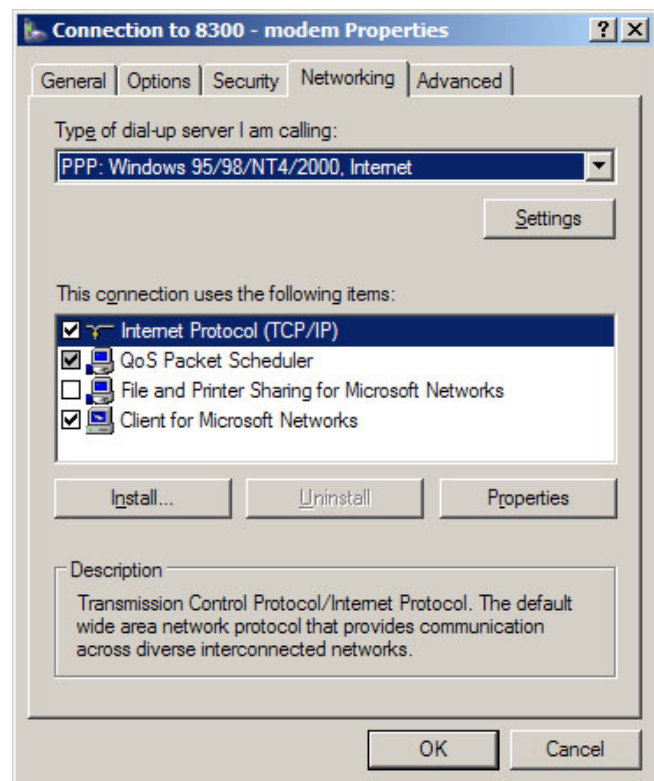 Connection to 8300 - modem Properties
? X
General Options Security Networking Advanced
Type of dial-up server I am calling:
PPP: Windows 95/98/NT4/2000, Internet
Settings
This connection uses the following items:
Internet Protocol (TCP/IP)
QoS Packet Scheduler
File and Printer Sharing for Microsoft Networks
Client for Microsoft Networks
Install... Uninstall Properties
Description
Transmission Control Protocol/Internet Protocol. The default
wide area network protocol that provides communication
across diverse interconnected networks.
OK Cancel